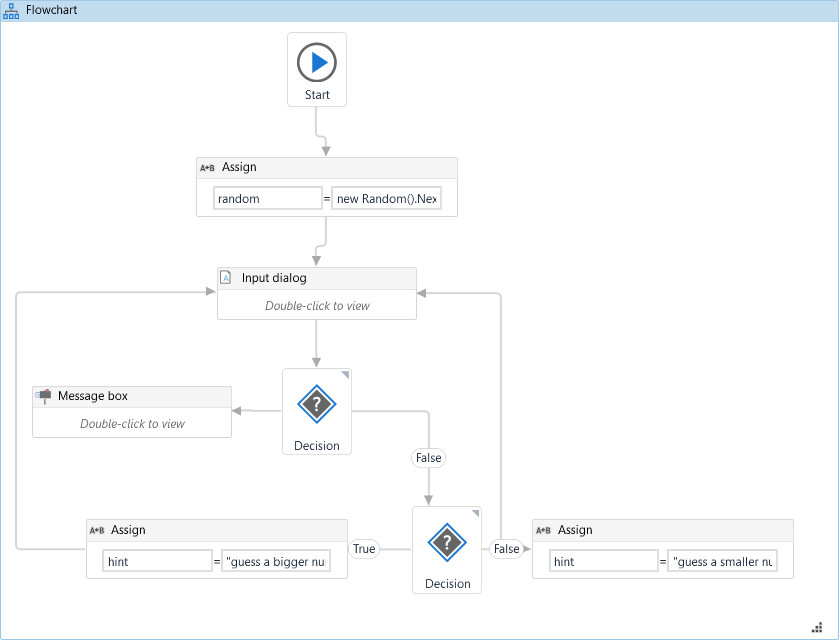 Flowchart
Start
A+B Assign
random = new Random().Nex
A Input dialog
Double-click to view
Message box
Double-click to view
? Decision
False
A+B Assign
hint = "guess a bigger nu
True
? Decision
False
A+B Assign
hint = "guess a smaller nu